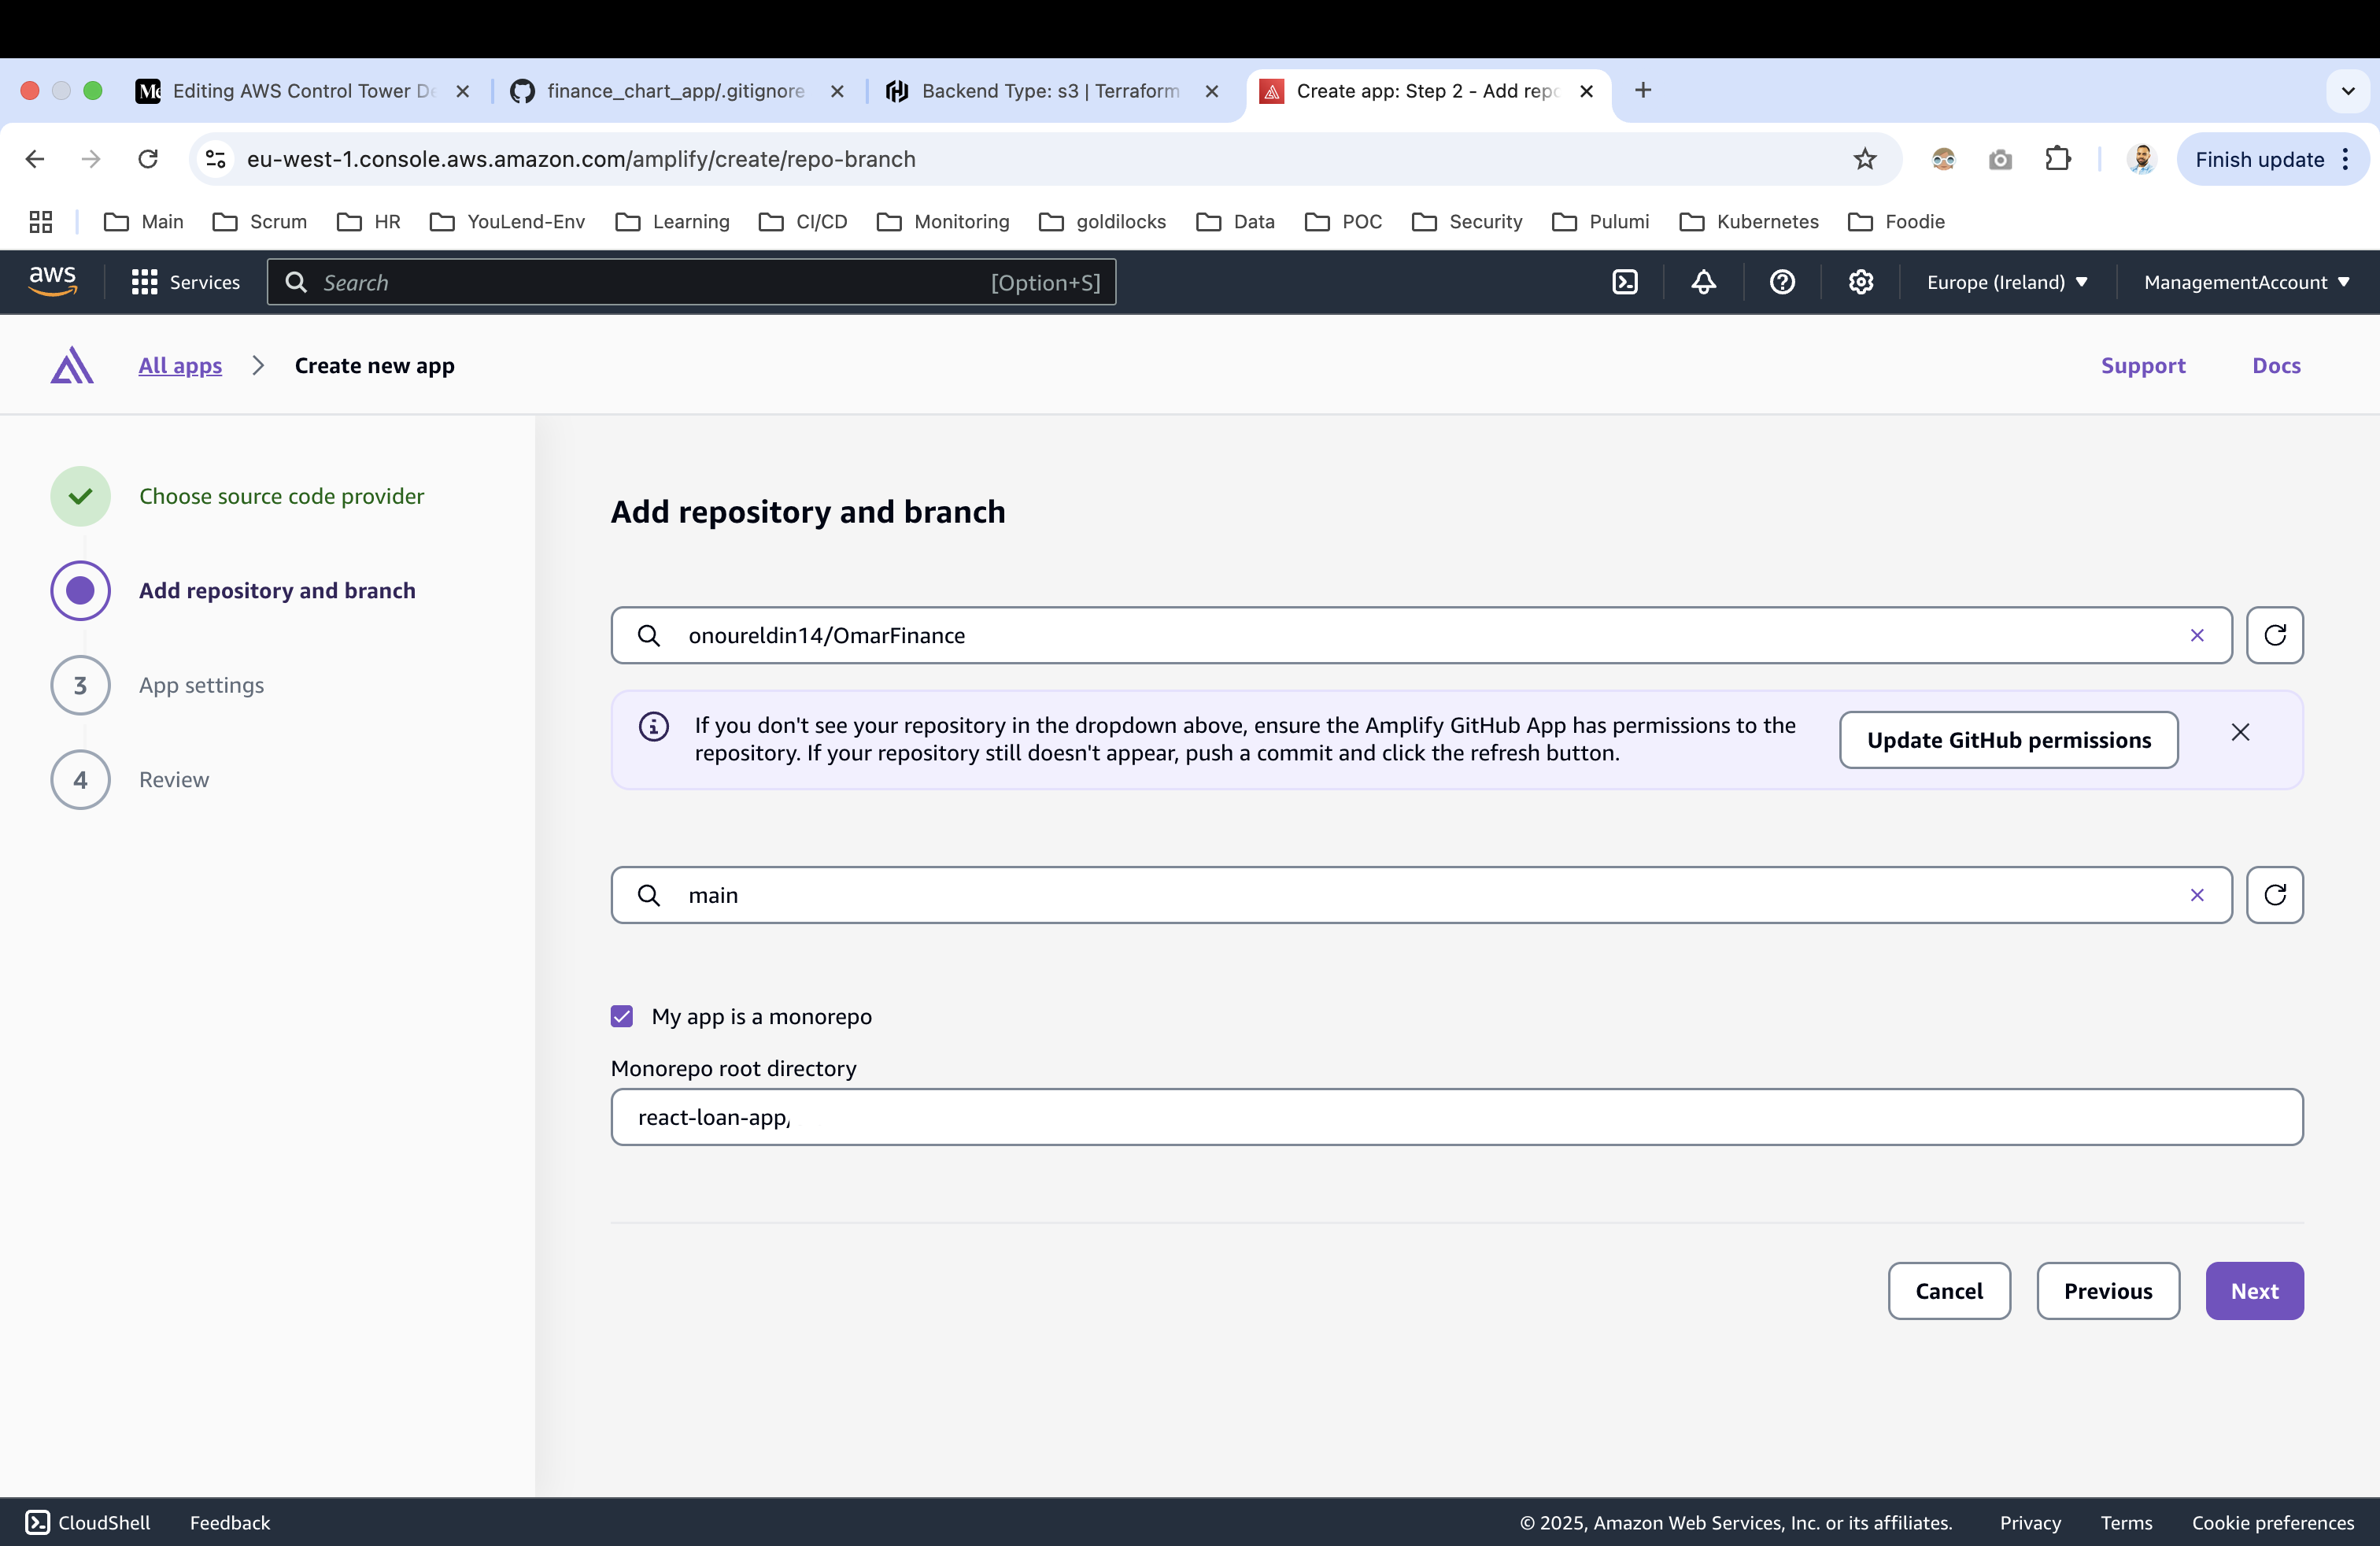 Editing AWS Control Tower De
finance_chart_app/.gitignore
Backend Type: s3 | Terraform
Create app: Step 2 - Add repo
eu-west-1.console.aws.amazon.com/amplify/create/repo-branch
Finish update
Main
Scrum
HR
YouLend-Env
Learning
CI/CD
Monitoring
goldilocks
Data
POC
Security
Pulumi
Kubernetes
Foodie
aws
Services
Search
[Option+S]
Europe (Ireland)
ManagementAccount
All apps
Create new app
Support
Docs
Choose source code provider
Add repository and branch
3
App settings
4
Review
Add repository and branch
onoureldin14/OmarFinance
If you don't see your repository in the dropdown above, ensure the Amplify GitHub App has permissions to the
repository. If your repository still doesn't appear, push a commit and click the refresh button.
Update GitHub permissions
main
My app is a monorepo
Monorepo root directory
react-loan-app/
Cancel
Previous
Next
CloudShell
Feedback
© 2025, Amazon Web Services, Inc. or its affiliates.
Privacy
Terms
Cookie preferences